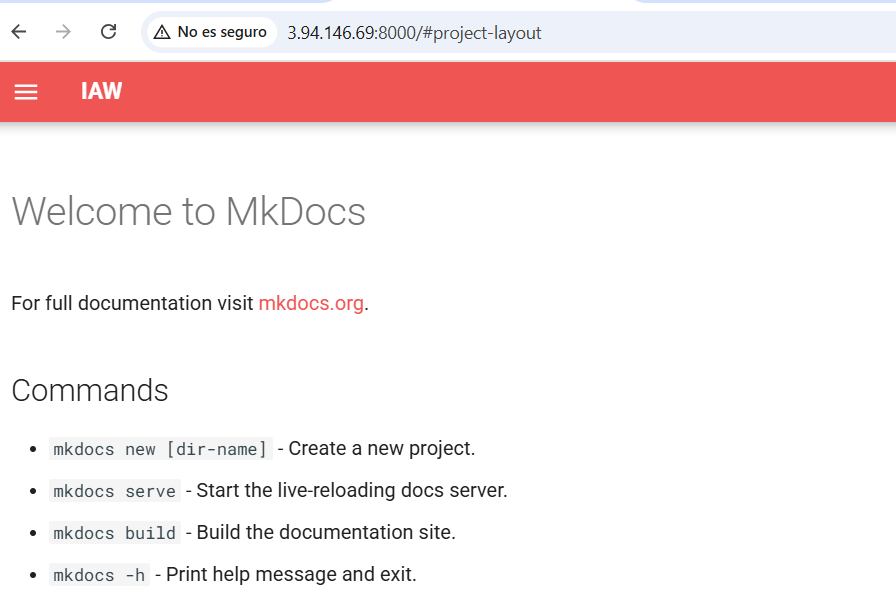 No es seguro 3.94.146.69:8000/#project-layout
IAW
Welcome to MkDocs
For full documentation visit mkdocs.org.
Commands
mkdocs new [dir-name] - Create a new project.
mkdocs serve - Start the live-reloading docs server.
mkdocs build - Build the documentation site.
mkdocs -h - Print help message and exit.